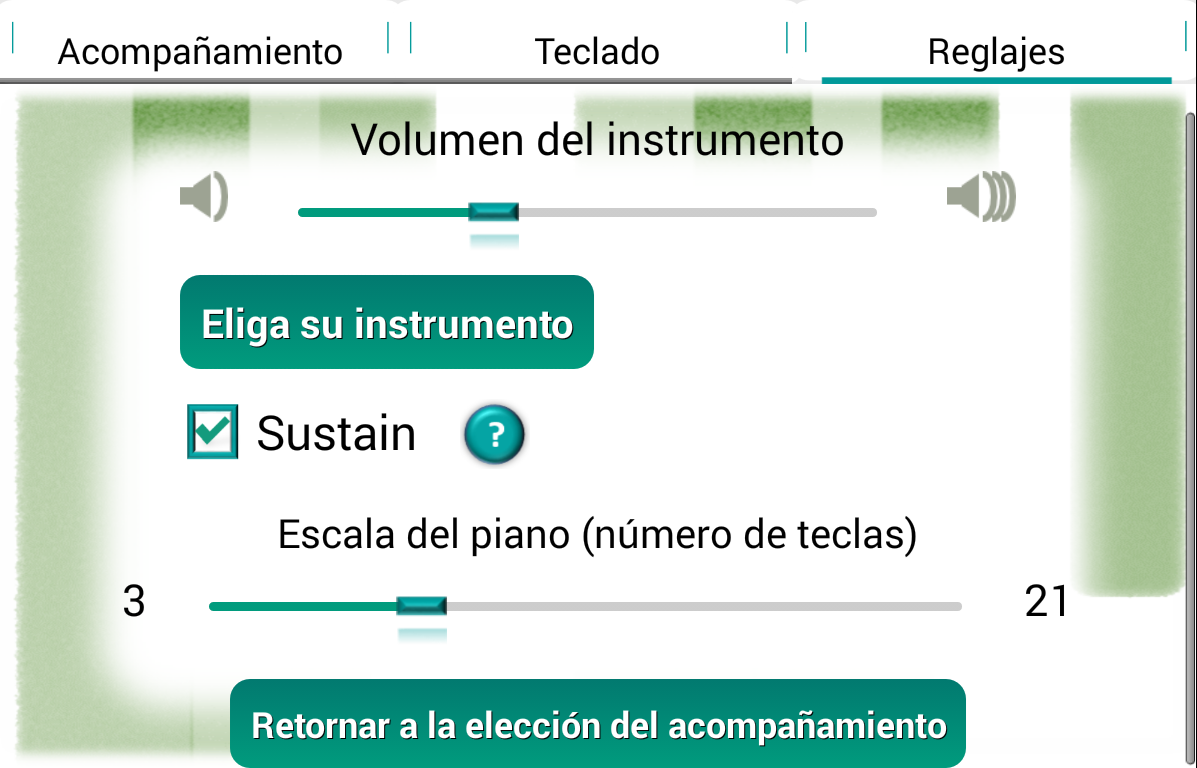 Acompañamiento
Teclado
Reglajes
Volumen del instrumento
Eliga su instrumento
Sustain ?
Escala del piano (número de teclas)
3
21
Retornar a la elección del acompañamiento